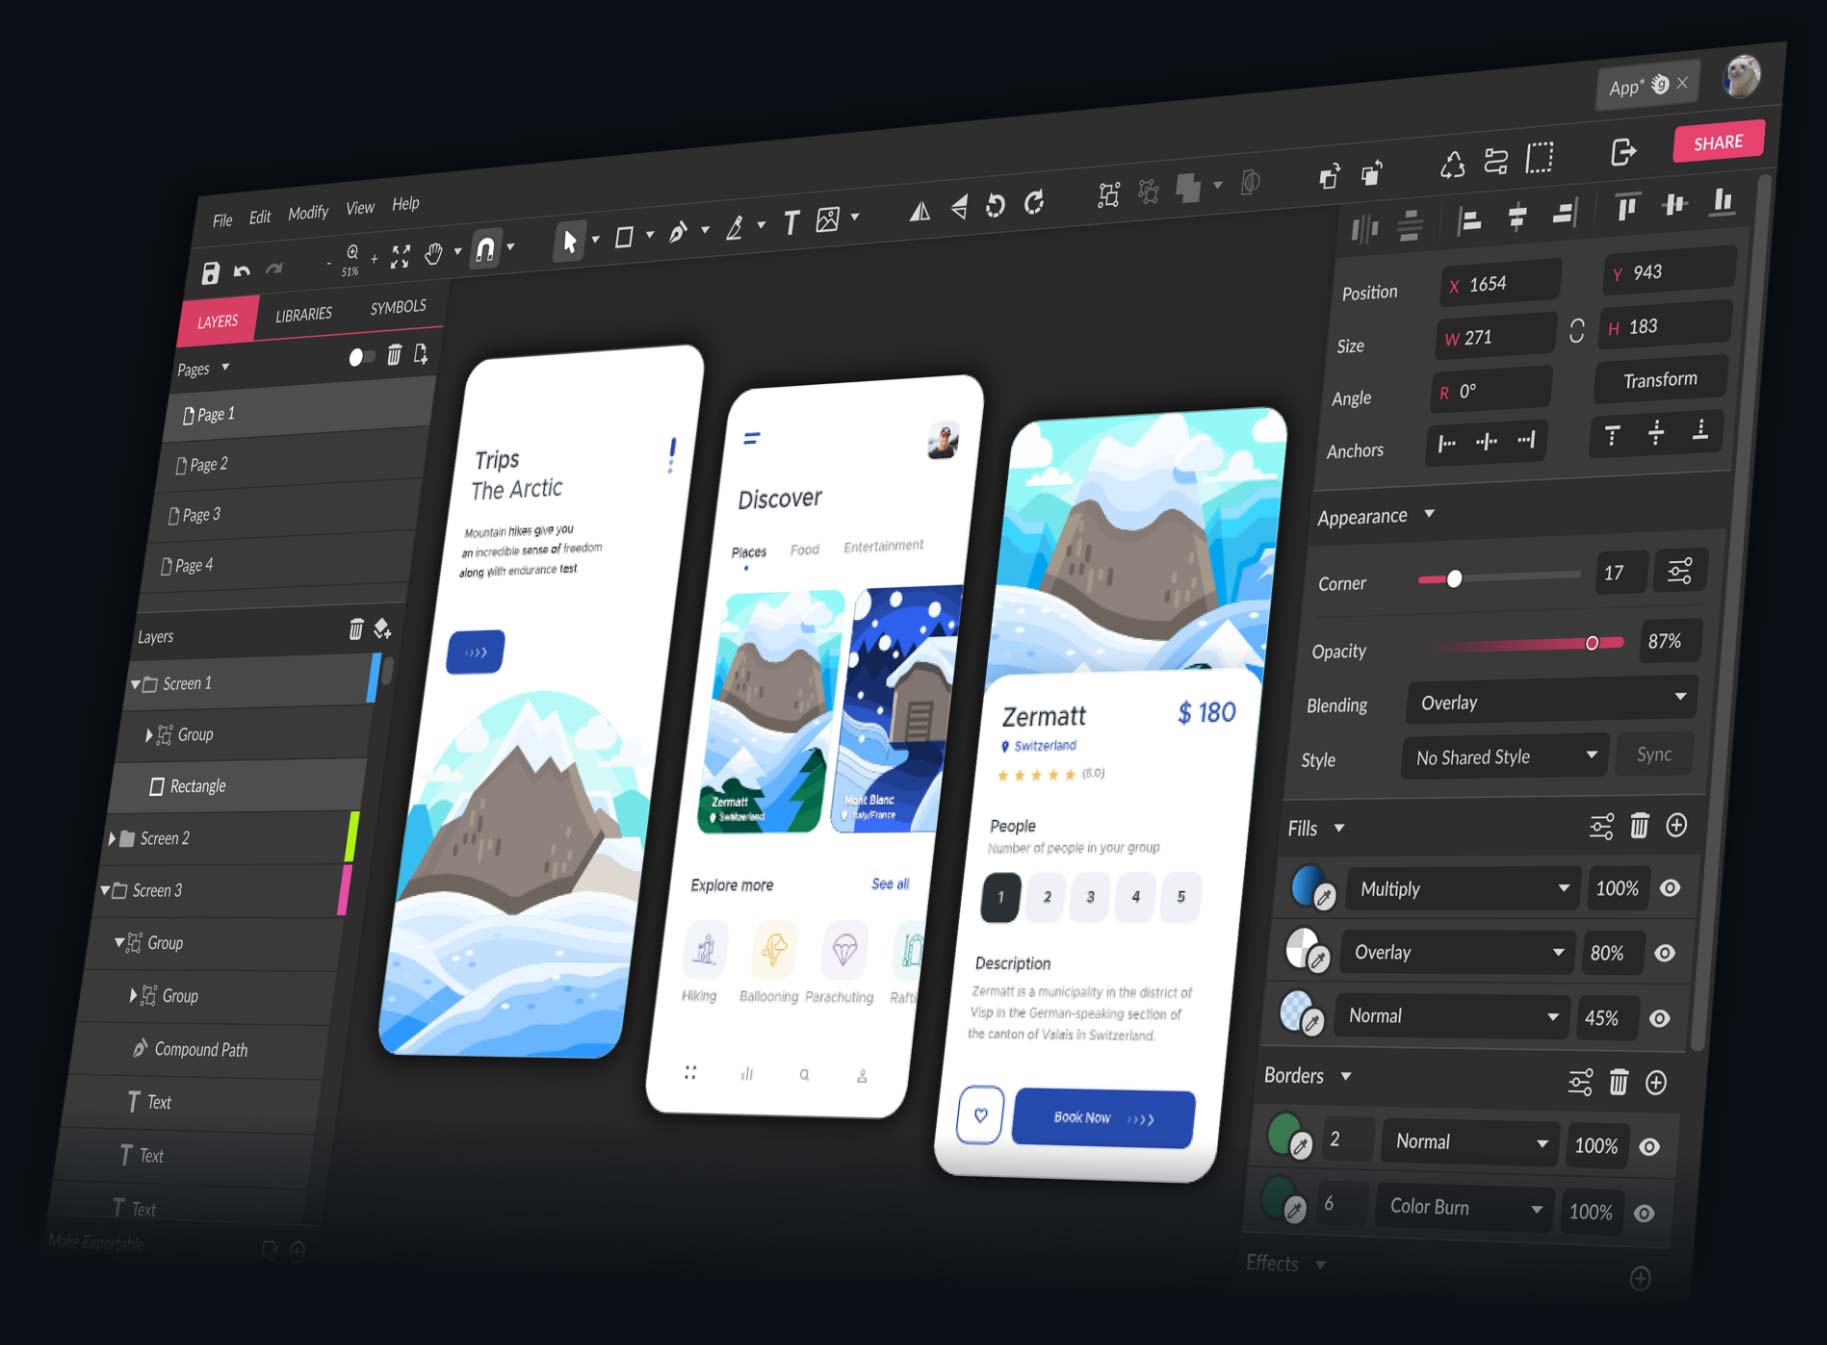 App*
File Edit Modify View Help
SHARE
- 51% +
LAYERS LIBRARIES SYMBOLS
Pages
Page 1
Page 2
Page 3
Page 4
Layers
Screen 1
Group
Rectangle
Screen 2
Screen 3
Group
Group
Compound Path
Text
Text
Text
Make Exportable
Trips
The Arctic
Mountain hikes give you
an incredible sense of freedom
along with endurance test
Discover
Places Food Entertainment
Zermatt
Switzerland
Mont Blanc
Italy/France
Explore more See all
Hiking Ballooning Parachuting Rafti
Zermatt $ 180
Switzerland
(5.0)
People
Number of people in your group
1 2 3 4 5
Description
Zermatt is a municipality in the district of
Visp in the German-speaking section of
the canton of Valais in Switzerland.
Book Now
Position X 1654 Y 943
Size W 271 H 183
Angle R 0° Transform
Anchors
Appearance
Corner 17
Opacity 87%
Blending Overlay
Style No Shared Style Sync
Fills
Multiply 100%
Overlay 80%
Normal 45%
Borders
2 Normal 100%
6 Color Burn 100%
Effects